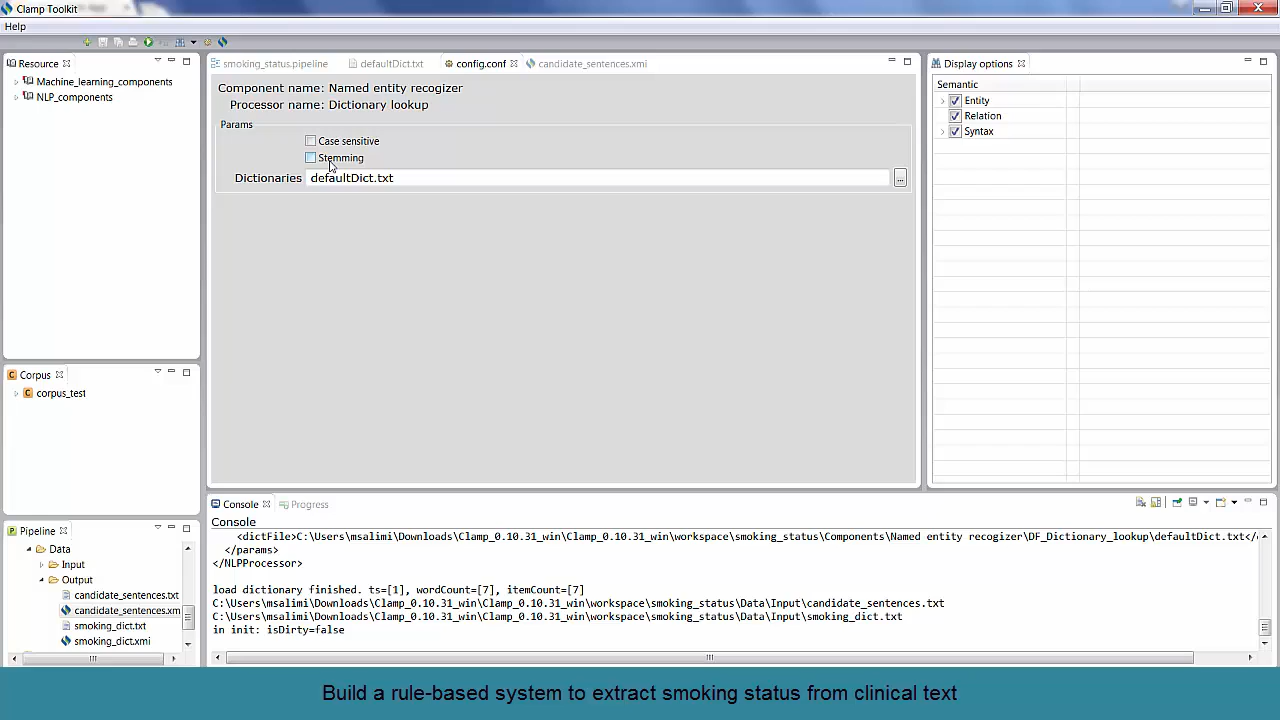 Clamp Toolkit
Help
Resource
Machine_learning_components
NLP_components
moking_status.pipeline
defaultDict.txt
config.conf
candidate_sentences.xmi
Component name: Named entity recogizer
Processor name: Dictionary lookup
Params
Case sensitive
Stemming
Dictionaries defaultDict.txt
...
Display options
Semantic
Entity
Relation
Syntax
Corpus
corpus_test
Pipeline
Data
Input
Output
candidate_sentences.txt
candidate_sentences.xm
smoking_dict.txt
smoking_dict.xmi
Console
Progress
Console
<dictFile>C:\Users\msalimi\Downloads\Clamp_0.10.31_win\Clamp_0.10.31_win\workspace\smoking_status\Components\Named entity recogizer\DF_Dictionary_lookup\defaultDict.txt</
</params>
</NLPProcessor>
load dictionary finished. ts=[1], wordCount=[7], itemCount=[7]
C:\Users\msalimi\Downloads\Clamp_0.10.31_win\Clamp_0.10.31_win\workspace\smoking_status\Data\Input\candidate_sentences.txt
C:\Users\msalimi\Downloads\Clamp_0.10.31_win\Clamp_0.10.31_win\workspace\smoking_status\Data\Input\smoking_dict.txt
in init: isDirty=false
Build a rule-based system to extract smoking status from clinical text